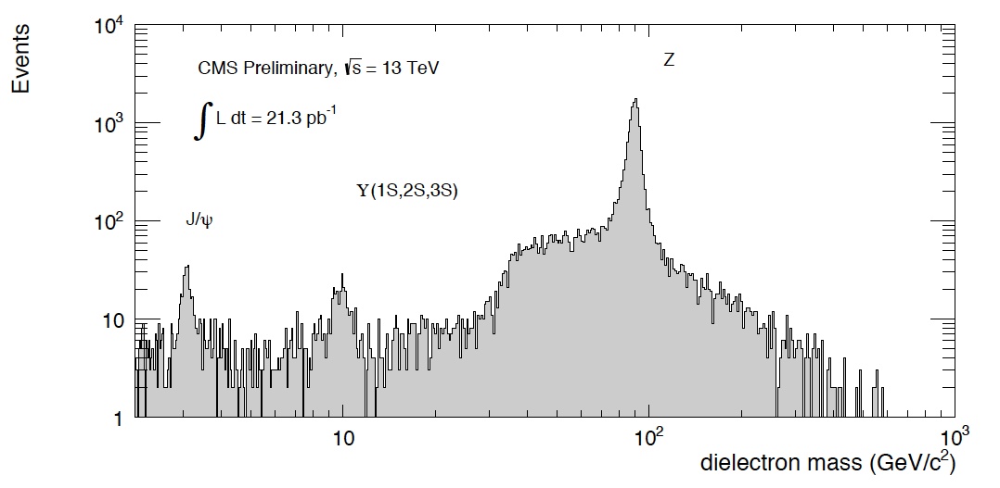 Events
10⁴
10³
10²
10
1
CMS Preliminary, √s = 13 TeV
∫ L dt = 21.3 pb⁻¹
Z
ϒ(1S,2S,3S)
J/ψ
10
10²
10³
dielectron mass (GeV/c²)